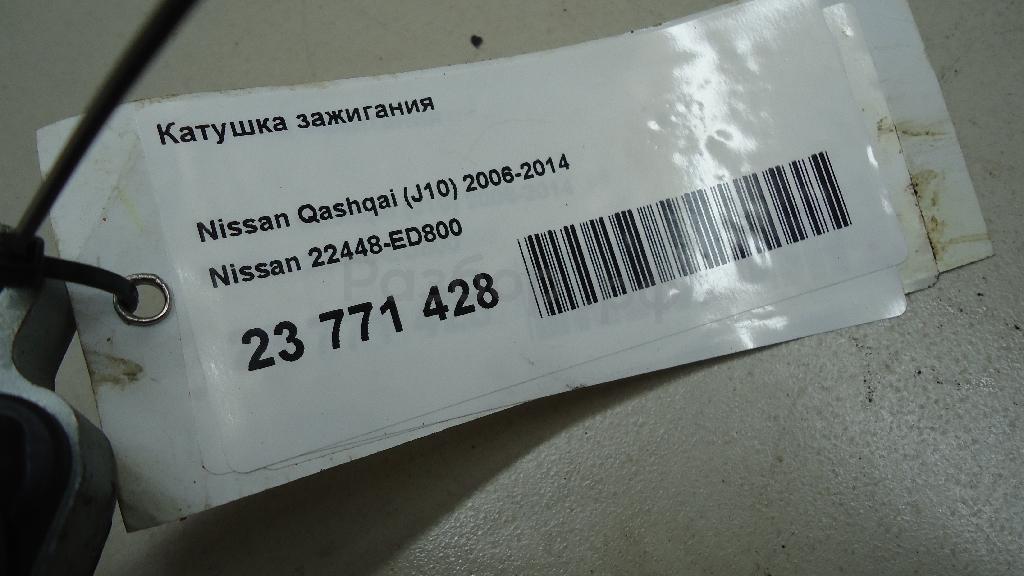 Катушка зажигания
Nissan Qashqai (J10) 2006-2014
Nissan 22448-ED800
23 771 428